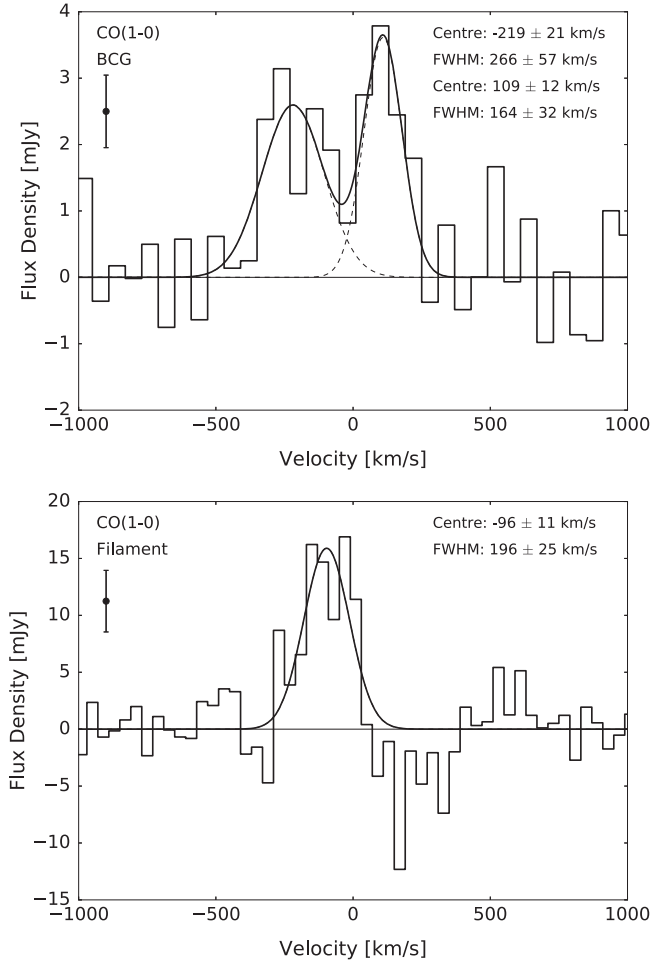 CO(1-0)
BCG
Centre: -219 ± 21 km/s
FWHM: 266 ± 57 km/s
Centre: 109 ± 12 km/s
FWHM: 164 ± 32 km/s
4
3
2
1
0
−1
−2
Flux Density [mJy]
−1000
−500
0
500
1000
Velocity [km/s]
CO(1-0)
Filament
Centre: -96 ± 11 km/s
FWHM: 196 ± 25 km/s
20
15
10
5
0
−5
−10
−15
Flux Density [mJy]
−1000
−500
0
500
1000
Velocity [km/s]